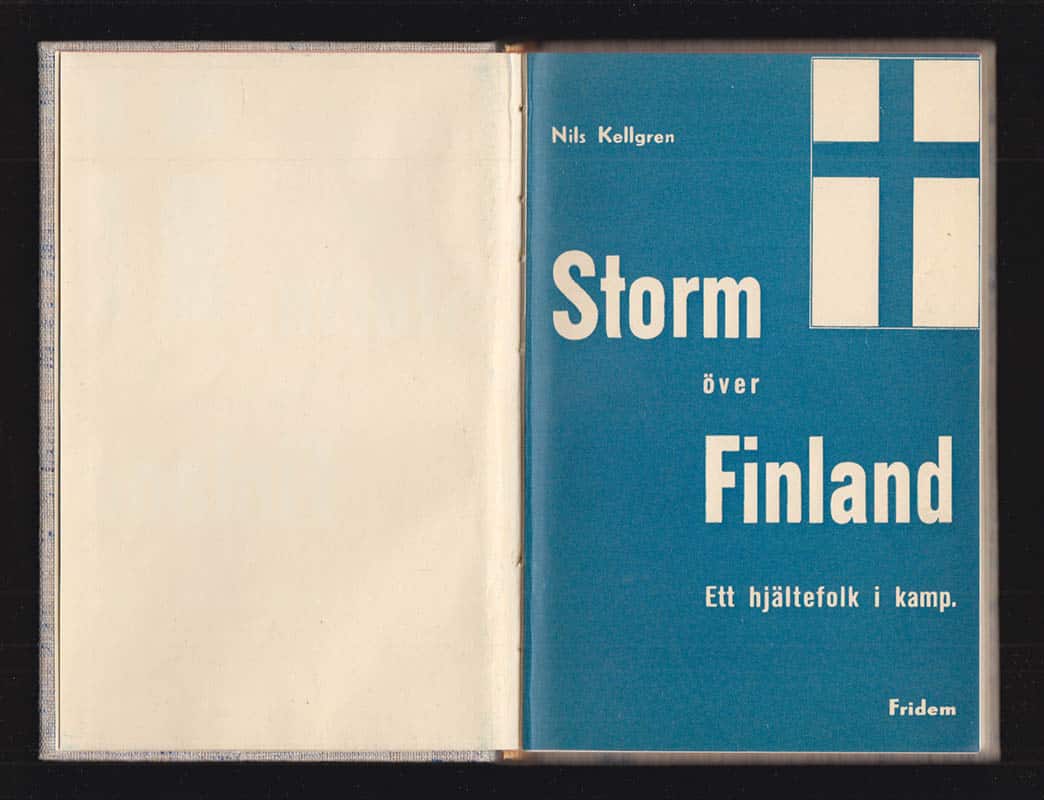 Nils Kellgren
Storm
över
Finland
Ett hjältefolk i kamp.
Fridem